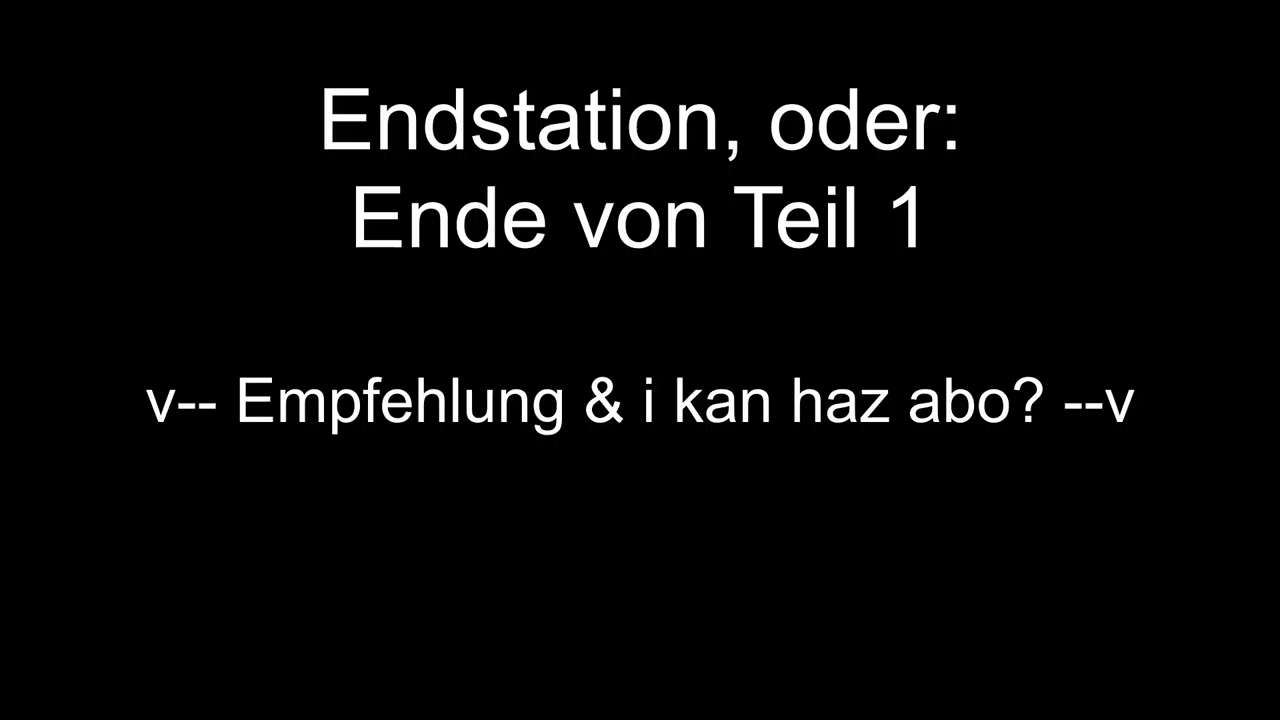 Endstation, oder:
Ende von Teil 1
v-- Empfehlung & i kan haz abo? --v